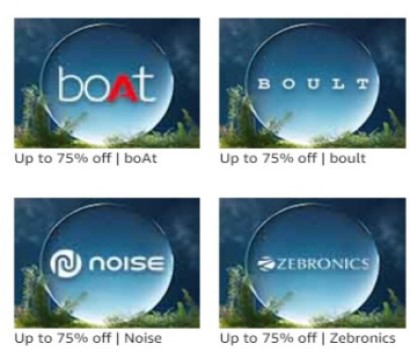 boAt
BOULT
Up to 75% off | boAt
Up to 75% off | boult
noise
ZEBRONICS
Up to 75% off | Noise
Up to 75% off | Zebronics